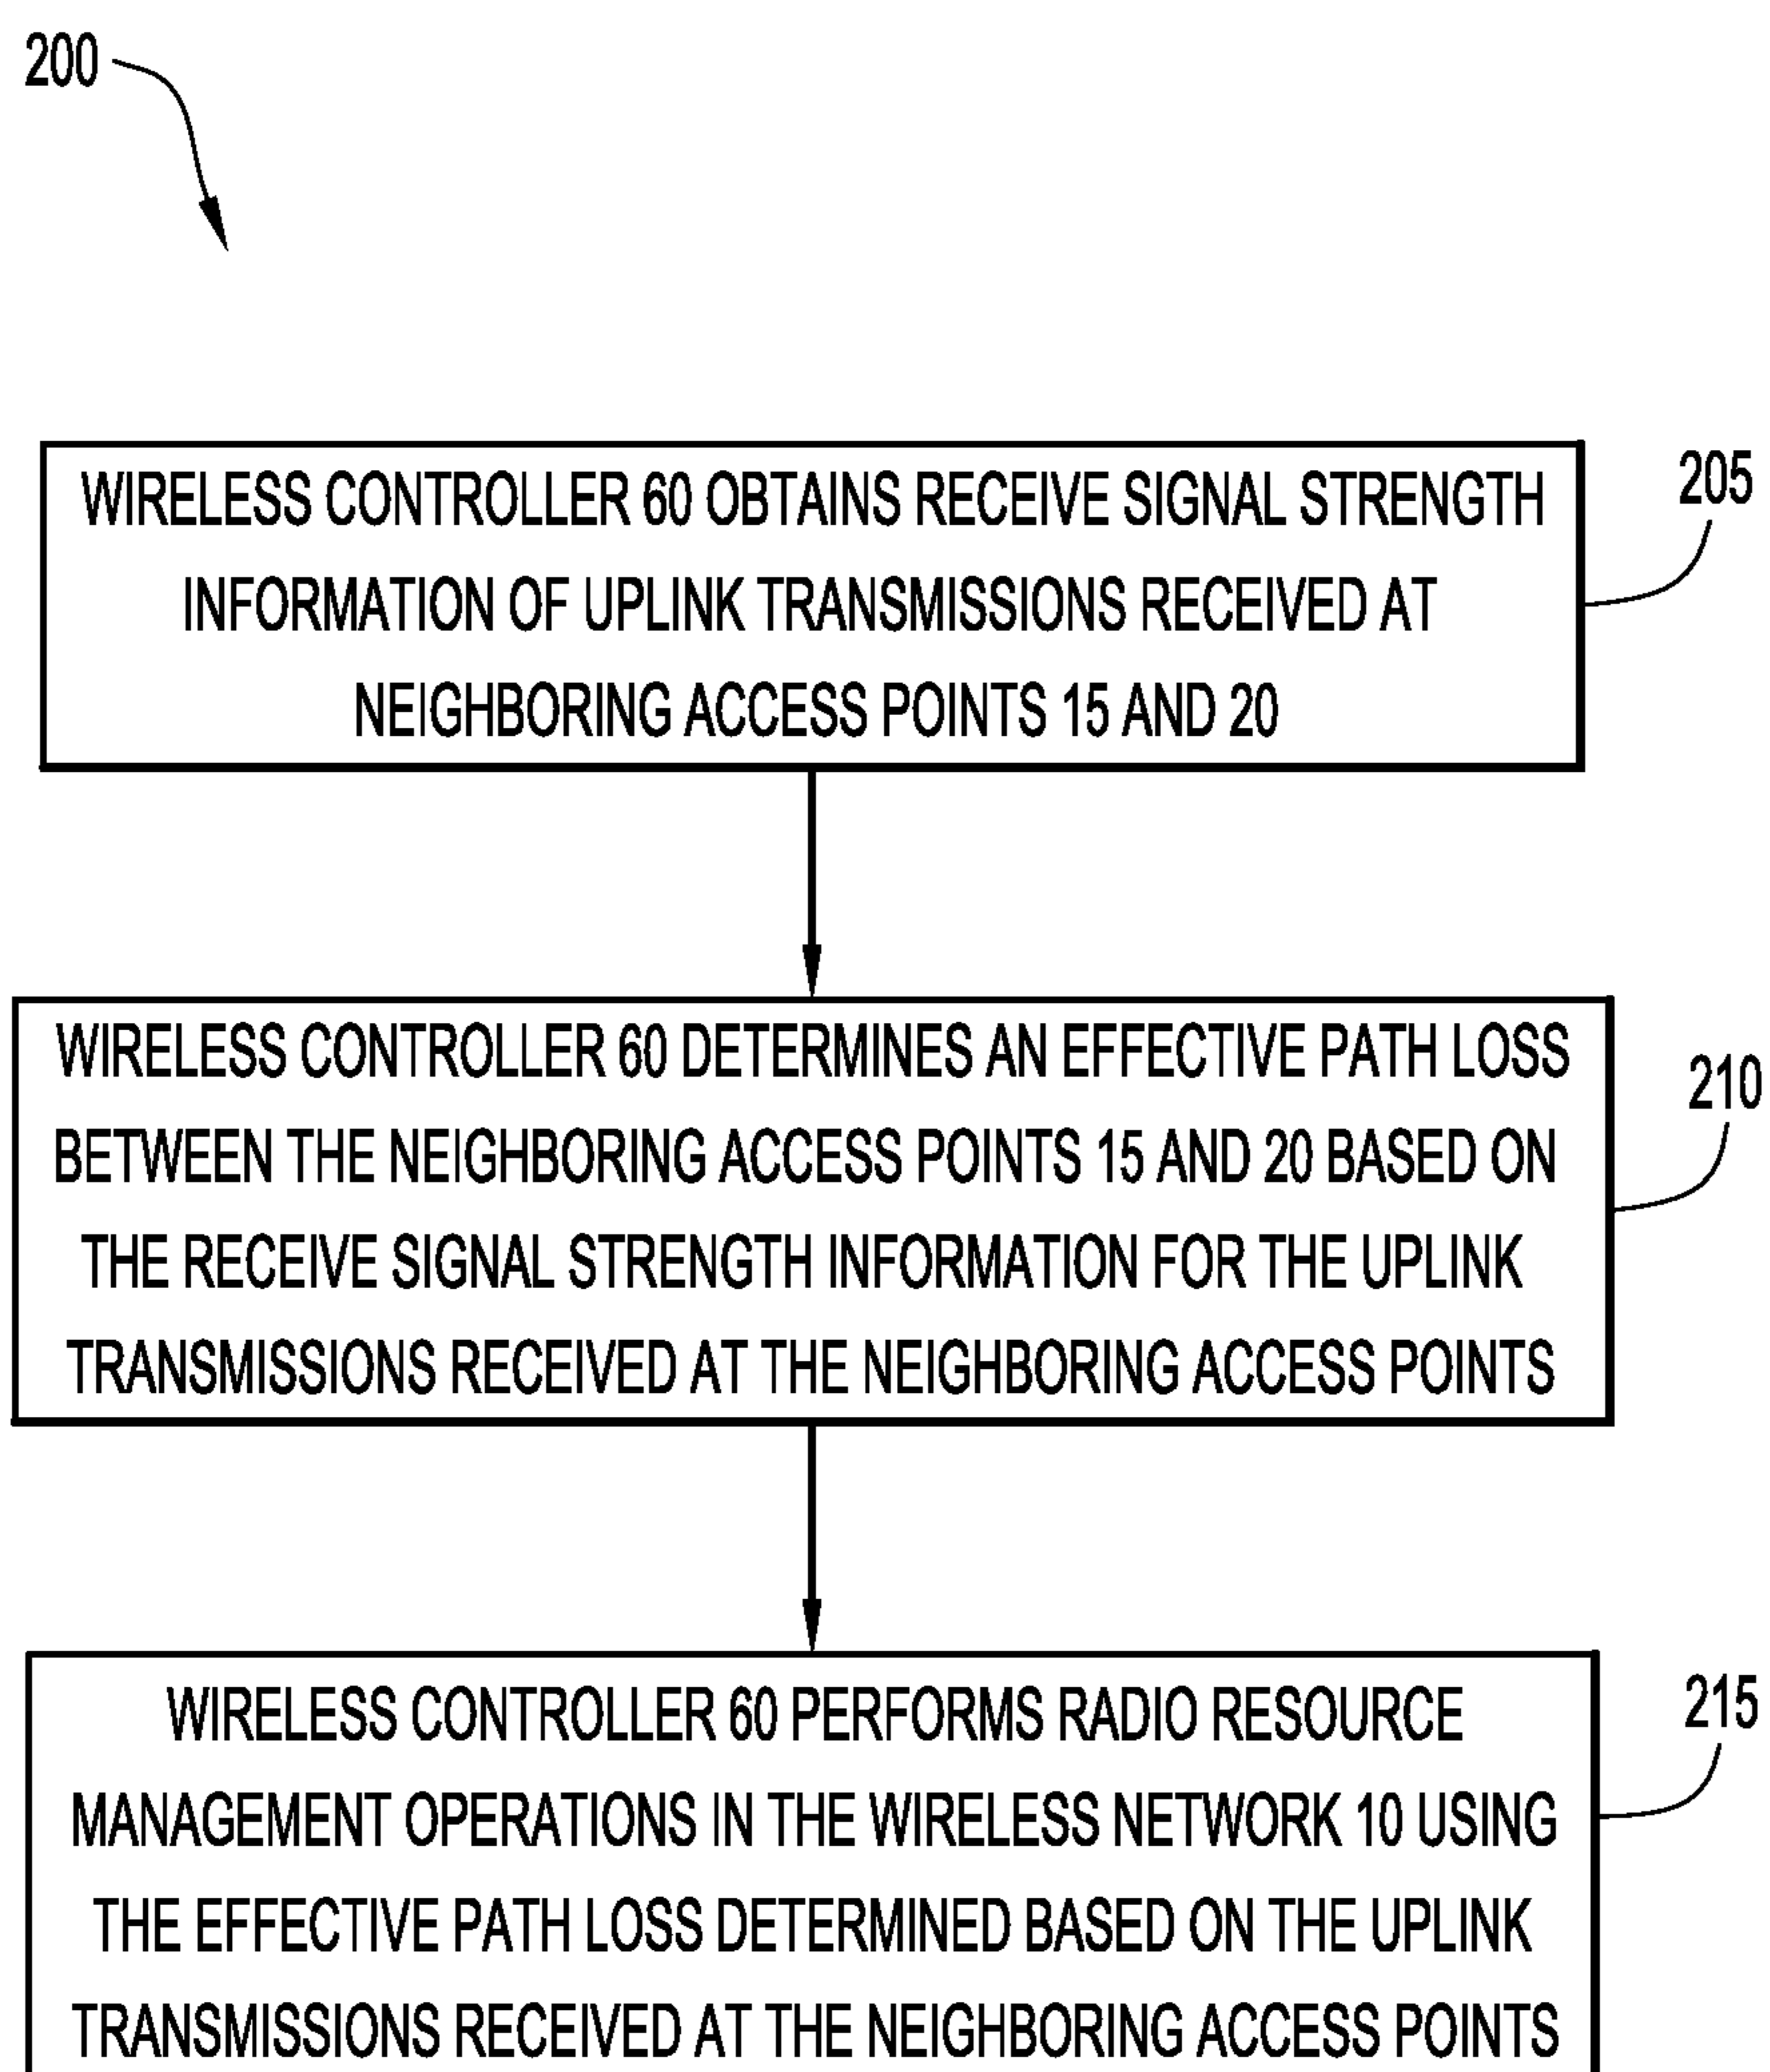 200
WIRELESS CONTROLLER 60 OBTAINS RECEIVE SIGNAL STRENGTH
INFORMATION OF UPLINK TRANSMISSIONS RECEIVED AT
NEIGHBORING ACCESS POINTS 15 AND 20
205
WIRELESS CONTROLLER 60 DETERMINES AN EFFECTIVE PATH LOSS
BETWEEN THE NEIGHBORING ACCESS POINTS 15 AND 20 BASED ON
THE RECEIVE SIGNAL STRENGTH INFORMATION FOR THE UPLINK
TRANSMISSIONS RECEIVED AT THE NEIGHBORING ACCESS POINTS
210
WIRELESS CONTROLLER 60 PERFORMS RADIO RESOURCE
MANAGEMENT OPERATIONS IN THE WIRELESS NETWORK 10 USING
THE EFFECTIVE PATH LOSS DETERMINED BASED ON THE UPLINK
TRANSMISSIONS RECEIVED AT THE NEIGHBORING ACCESS POINTS
215